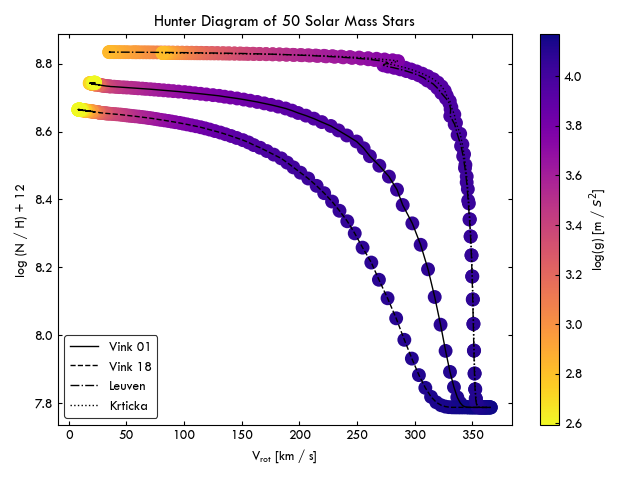 Hunter Diagram of 50 Solar Mass Stars
8.8
8.6
8.4
8.2
8.0
7.8
log (N / H) + 12
0 50 100 150 200 250 300 350
V_rot [km / s]
Vink 01
Vink 18
Leuven
Krticka
4.0
3.8
3.6
3.4
3.2
3.0
2.8
2.6
log(g) [m / s²]